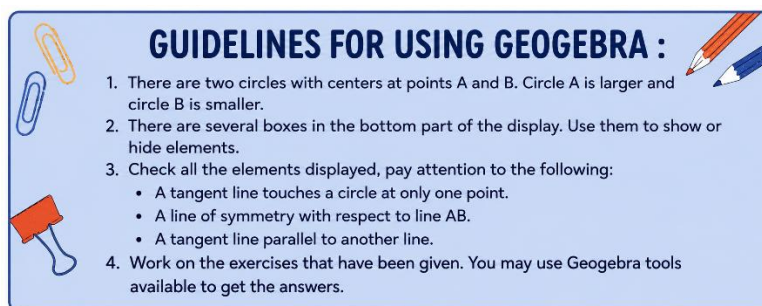 GUIDELINES FOR USING GEOGEBRA :
1. There are two circles with centers at points A and B. Circle A is larger and
circle B is smaller.
2. There are several boxes in the bottom part of the display. Use them to show or
hide elements.
3. Check all the elements displayed, pay attention to the following:
• A tangent line touches a circle at only one point.
• A line of symmetry with respect to line AB.
• A tangent line parallel to another line.
4. Work on the exercises that have been given. You may use Geogebra tools
available to get the answers.